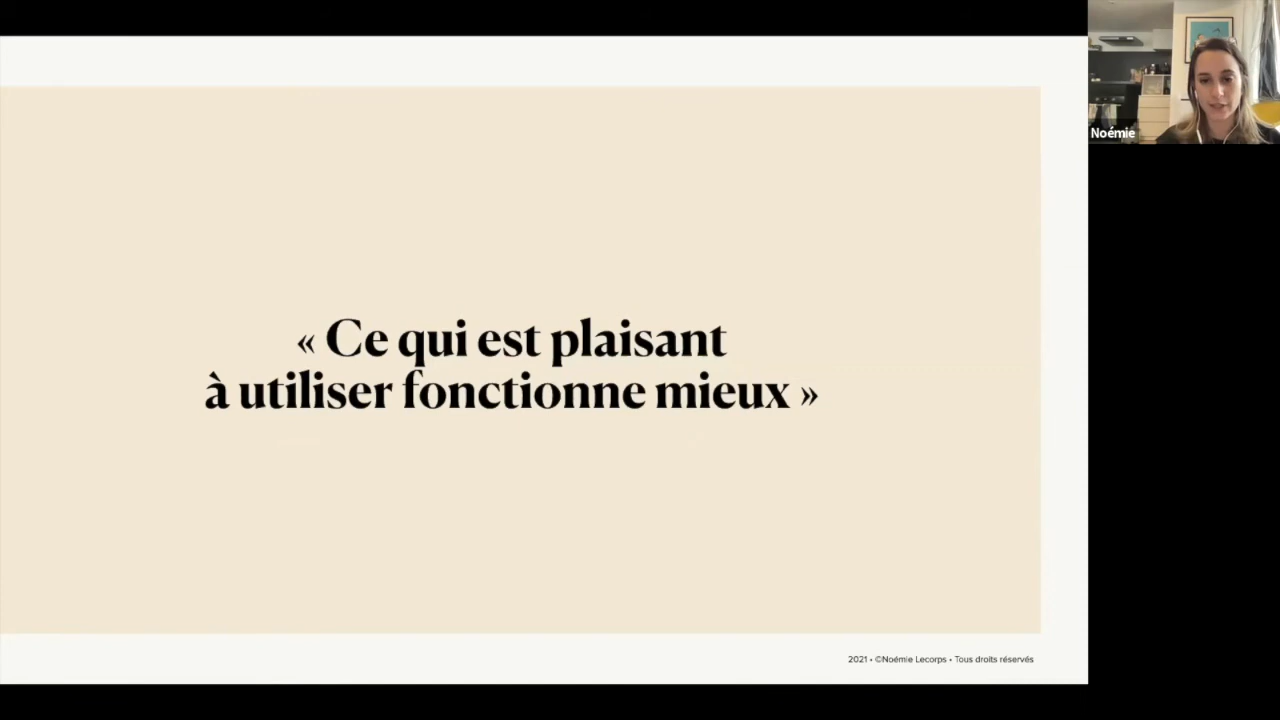 Noémie
« Ce qui est plaisant
à utiliser fonctionne mieux »
2021 • ©Noémie Lecorps • Tous droits réservés